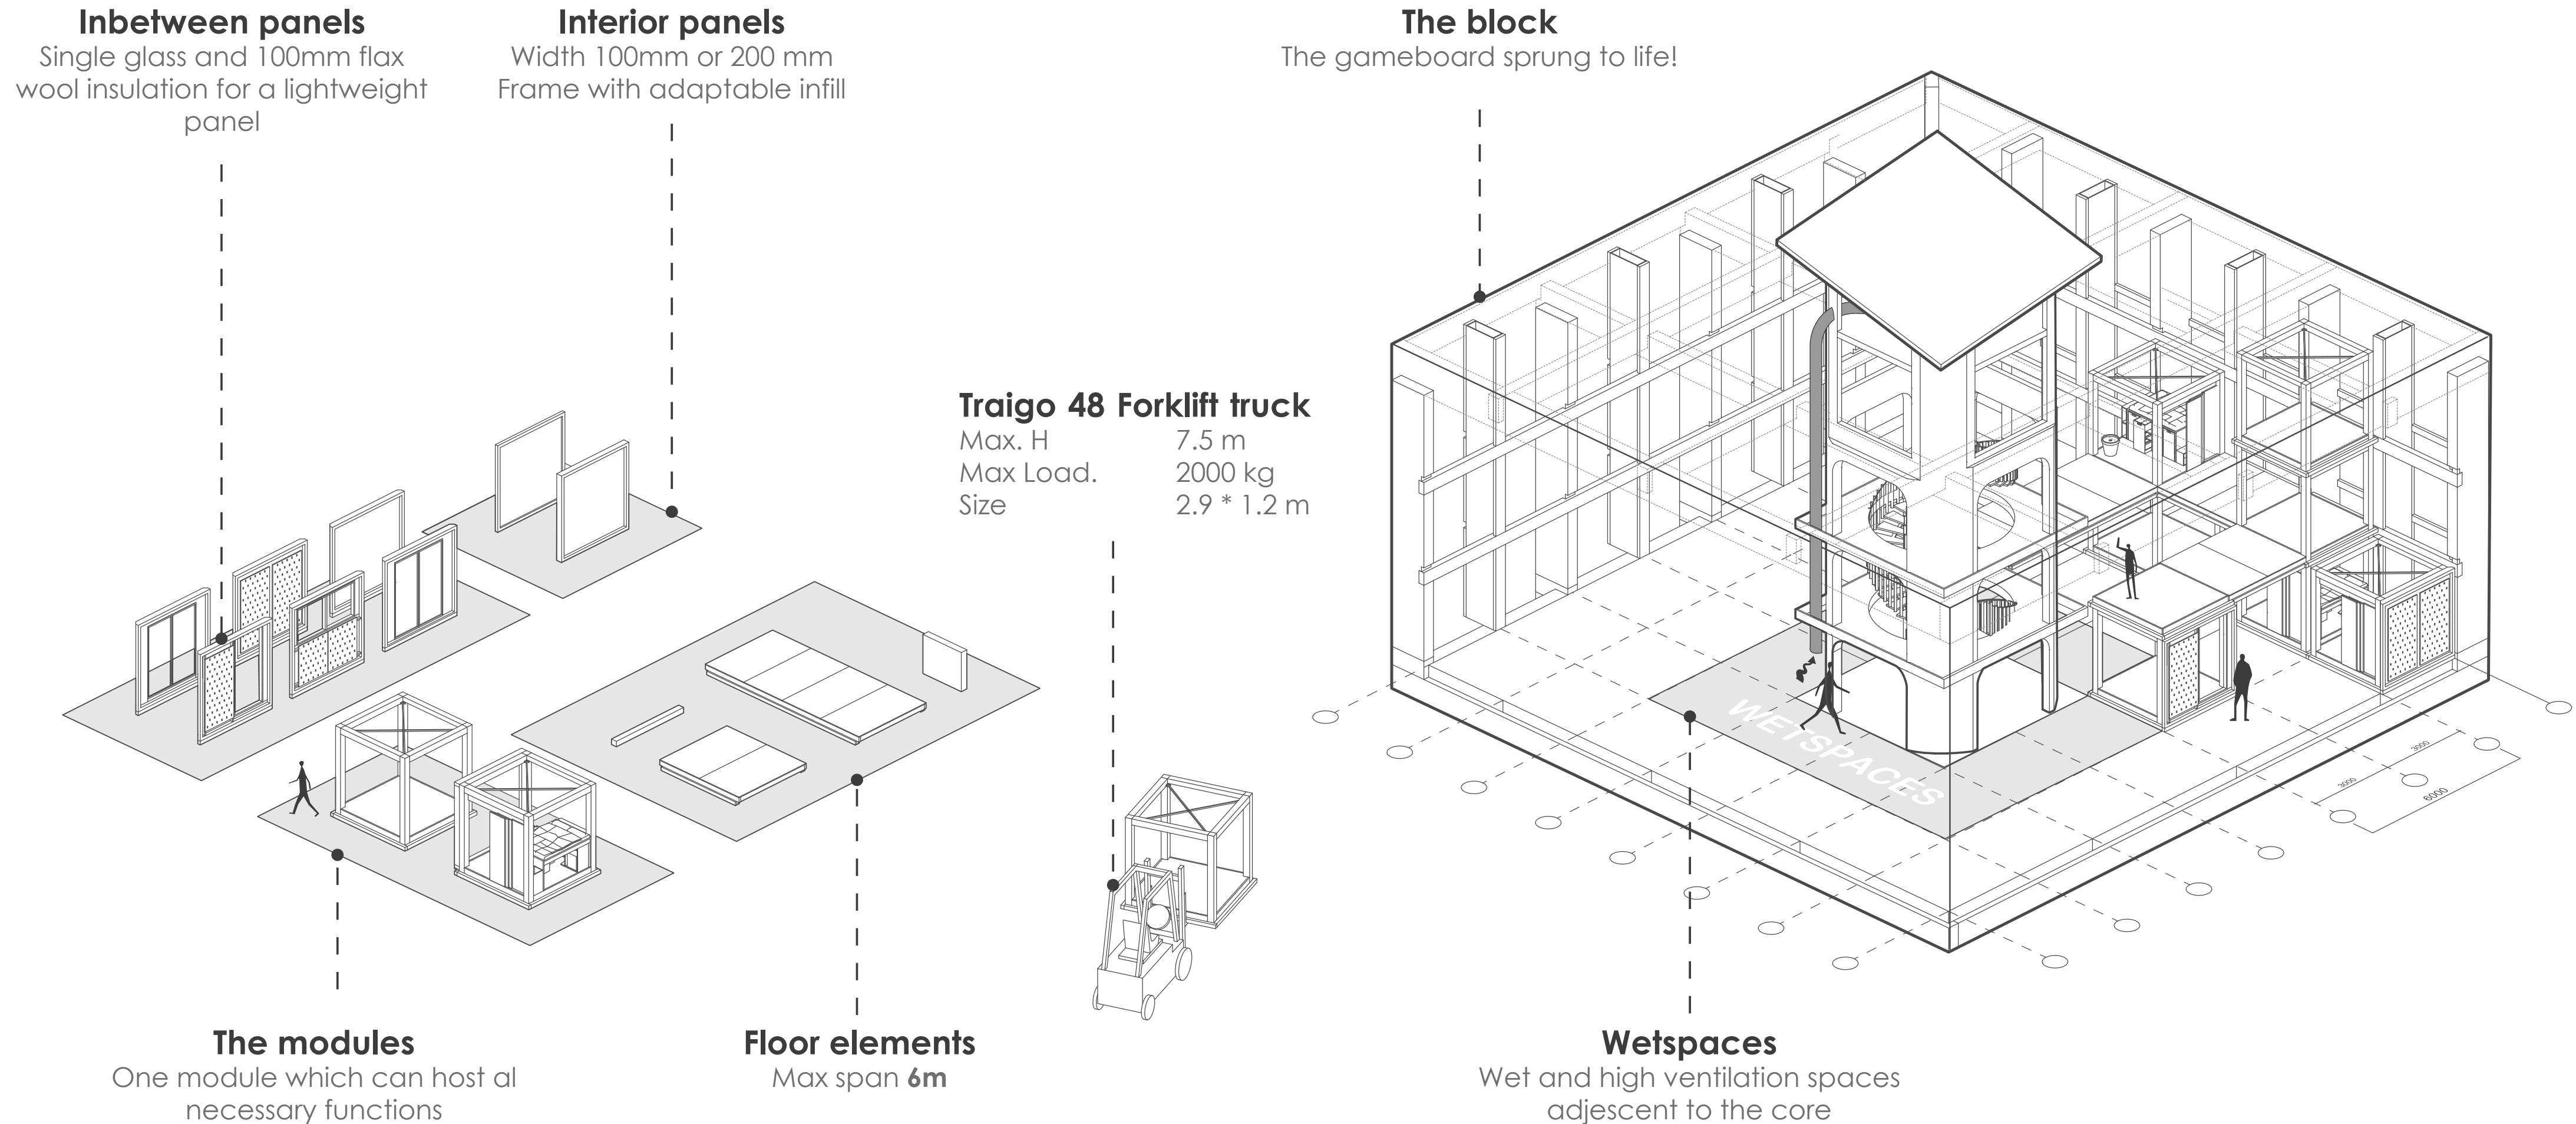 Inbetween panels
Single glass and 100mm flax
wool insulation for a lightweight
panel
Interior panels
Width 100mm or 200 mm
Frame with adaptable infill
The block
The gameboard sprung to life!
Traigo 48 Forklift truck
Max. H 7.5 m
Max Load. 2000 kg
Size 2.9 * 1.2 m
WETSPACES
3000
3000
6000
The modules
One module which can host al
necessary functions
Floor elements
Max span 6m
Wetspaces
Wet and high ventilation spaces
adjescent to the core